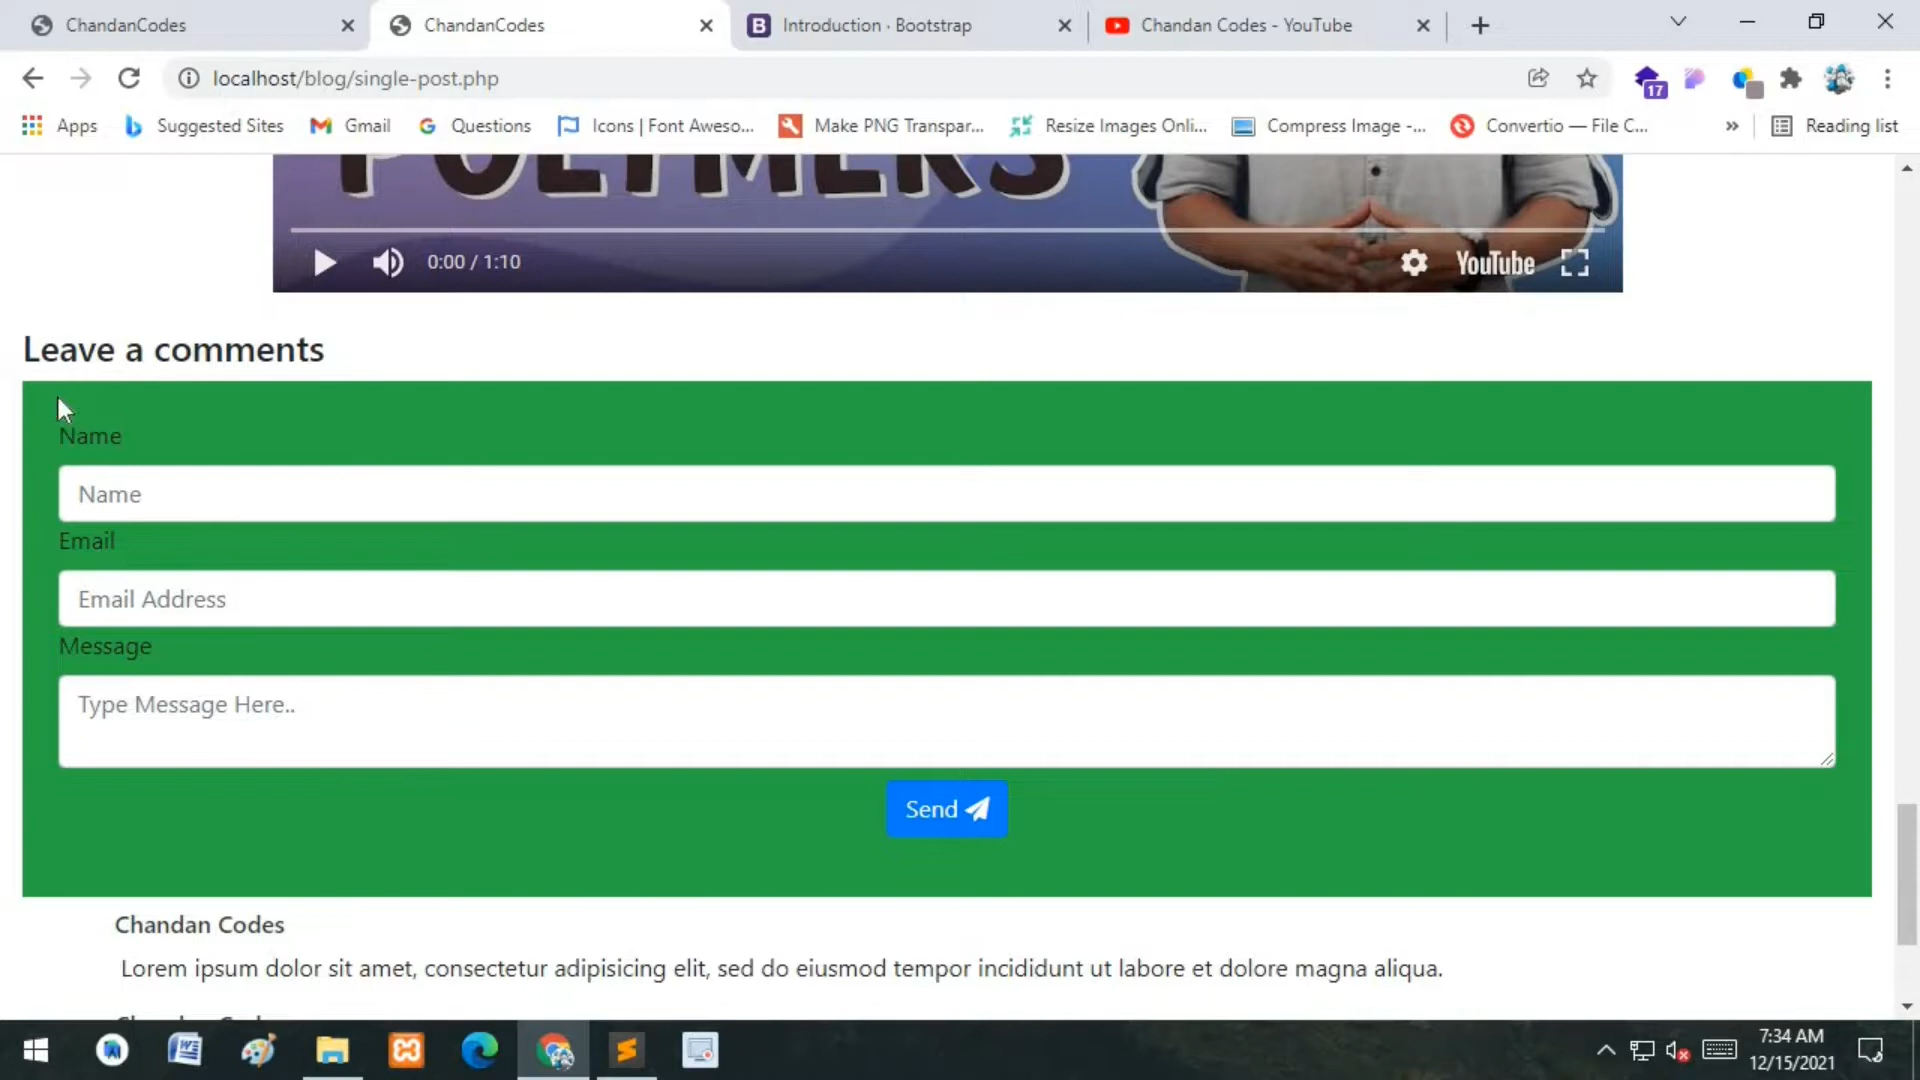 ChandanCodes
ChandanCodes
Introduction · Bootstrap
Chandan Codes - YouTube
localhost/blog/single-post.php
17
Apps
Suggested Sites
Gmail
Questions
Icons | Font Aweso...
Make PNG Transpar...
Resize Images Onli...
Compress Image -...
Convertio — File C...
»
Reading list
POLYMERS
0:00 / 1:10
YouTube
Leave a comments
Name
Name
Email
Email Address
Message
Type Message Here..
Send
Chandan Codes
Lorem ipsum dolor sit amet, consectetur adipisicing elit, sed do eiusmod tempor incididunt ut labore et dolore magna aliqua.
7:34 AM
12/15/2021